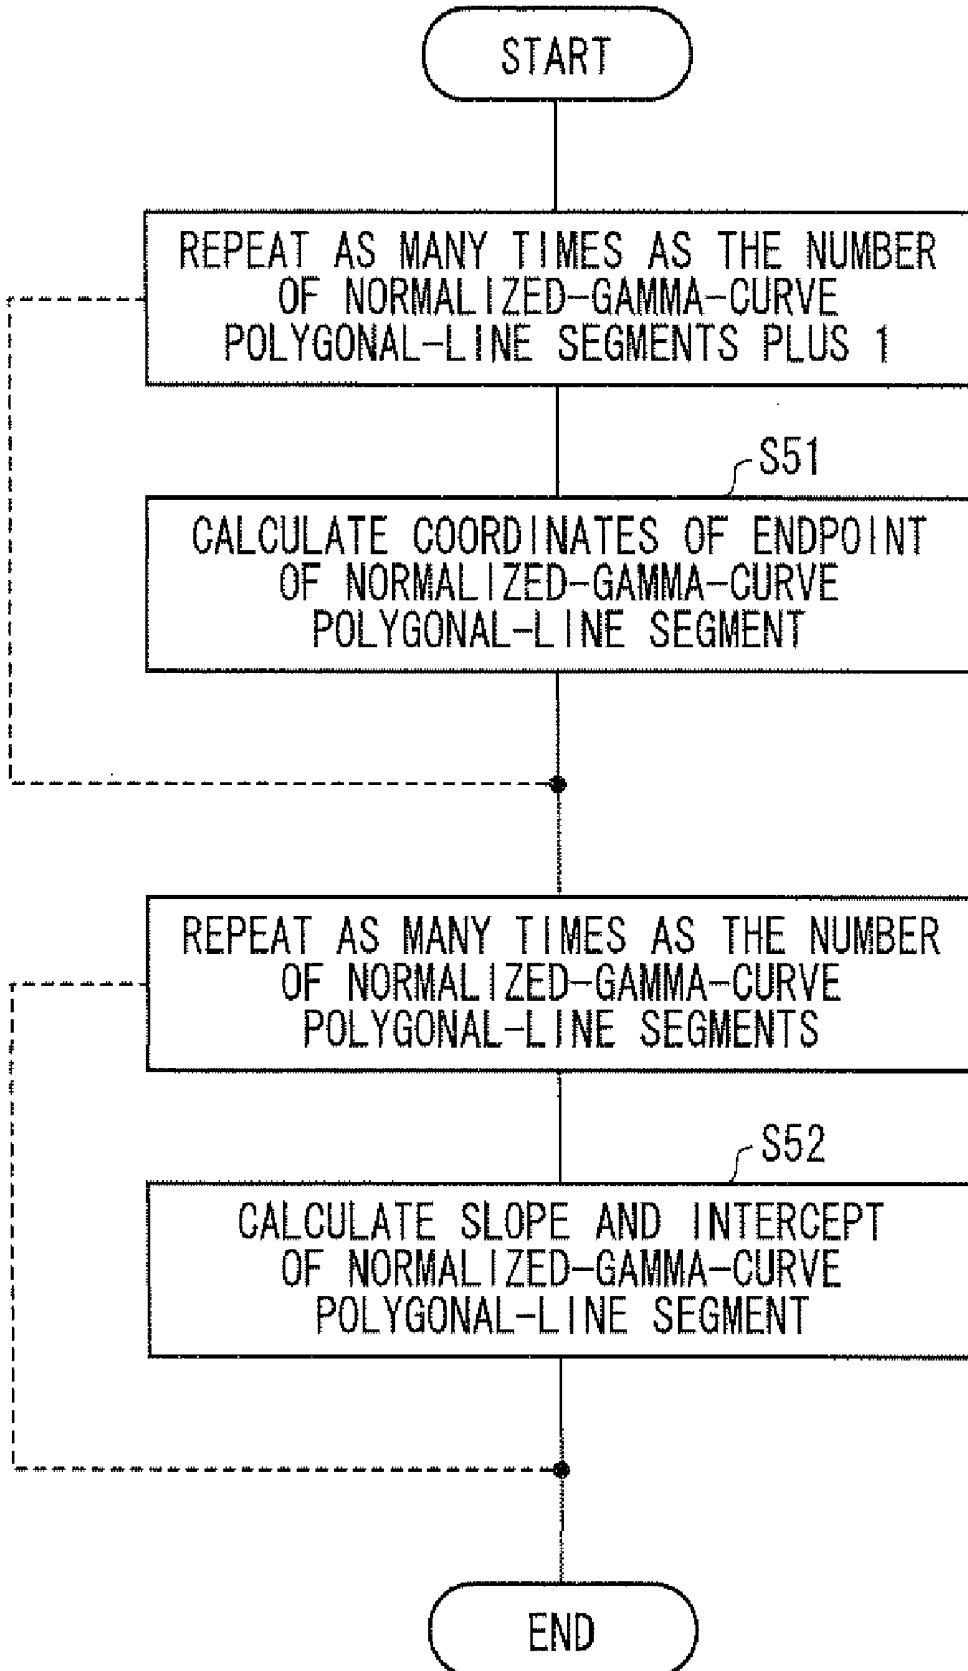 START
REPEAT AS MANY TIMES AS THE NUMBER
OF NORMALIZED-GAMMA-CURVE
POLYGONAL-LINE SEGMENTS PLUS 1
S51
CALCULATE COORDINATES OF ENDPOINT
OF NORMALIZED-GAMMA-CURVE
POLYGONAL-LINE SEGMENT
REPEAT AS MANY TIMES AS THE NUMBER
OF NORMALIZED-GAMMA-CURVE
POLYGONAL-LINE SEGMENTS
S52
CALCULATE SLOPE AND INTERCEPT
OF NORMALIZED-GAMMA-CURVE
POLYGONAL-LINE SEGMENT
END